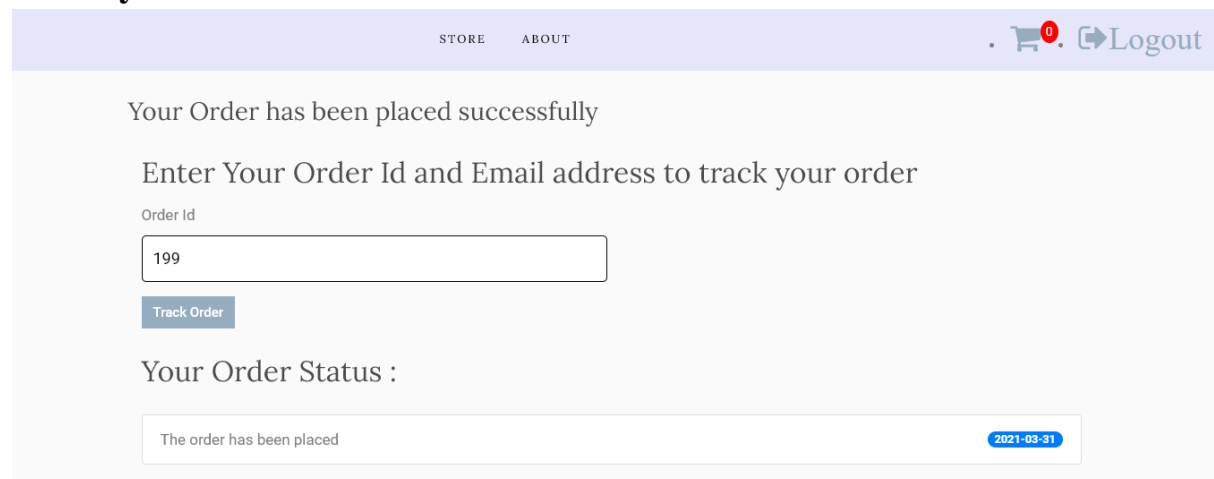 STORE ABOUT . 0 . Logout
Your Order has been placed successfully
Enter Your Order Id and Email address to track your order
Order Id
199
Track Order
Your Order Status :
The order has been placed 2021-03-31